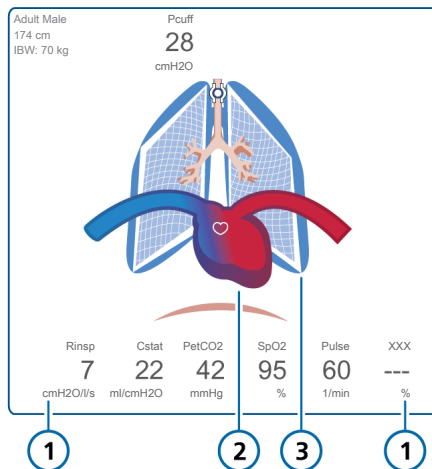 Adult Male
174 cm
IBW: 70 kg
Pcuff
28
cmH2O
Rinsp Cstat PetCO2 SpO2 Pulse XXX
7 22 42 95 60 ---
cmH2O/l/s ml/cmH2O mmHg % 1/min %
1 2 3 1